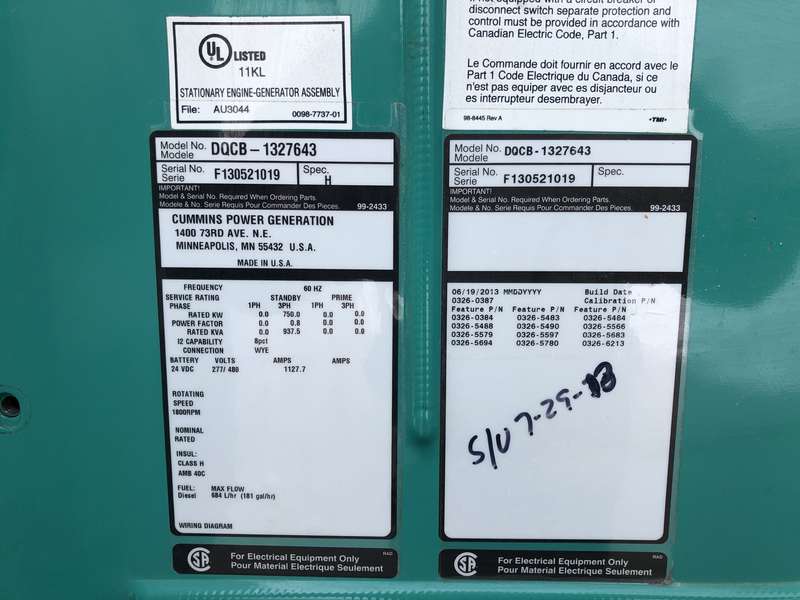 UL LISTED
11KL
STATIONARY ENGINE-GENERATOR ASSEMBLY
File: AU3044 0098-7737-01
disconnect switch separate protection and
control must be provided in accordance with
Canadian Electric Code, Part 1.
Le Commande doit fournir en accord avec le
Part 1 Code Electrique du Canada, si ce
n'est pas equiper avec es disjancteur ou
es interrupteur desembrayer.
98-8445 Rev A •TMI•
Model No. DQCB-1327643
Modele
Serial No. F130521019 Spec.
Serie H
IMPORTANT!
Model & Serial No. Required When Ordering Parts.
Modele & No. Serie Requis Pour Commander Des Pieces. 99-2433
CUMMINS POWER GENERATION
1400 73RD AVE. N.E.
MINNEAPOLIS, MN 55432 U.S.A.
MADE IN U.S.A.
FREQUENCY 60 HZ
SERVICE RATING STANDBY PRIME
PHASE 1PH 3PH 1PH 3PH
RATED KW 0.0 750.0 0.0 0.0
POWER FACTOR 0.0 0.8 0.0 0.0
RATED KVA 0.0 937.5 0.0 0.0
I2 CAPABILITY 8pst
CONNECTION WYE
BATTERY VOLTS AMPS AMPS
24 VDC 277/ 480 1127.7
ROTATING
SPEED
1800RPM
NOMINAL
RATED
INSUL:
CLASS H
AMB 40C
FUEL: MAX FLOW
Diesel 684 L/hr (181 gal/hr)
WIRING DIAGRAM
SA For Electrical Equipment Only RAD
Pour Material Electrique Seulement
Model No. DQCB-1327643
Modele
Serial No. F130521019 Spec.
Serie
IMPORTANT!
Model & Serial No. Required When Ordering Parts.
Modele & No. Serie Requis Pour Commander Des Pieces. 99-2433
06/19/2013 MMDDYYYY Build Date
0326-0387 Calibration P/N
Feature P/N Feature P/N Feature P/N
0326-0384 0326-5483 0326-5484
0326-5488 0326-5490 0326-5566
0326-5579 0326-5597 0326-5683
0326-5694 0326-5780 0326-6213
S/U 7-29-13
SA For Electrical Equipment Only RAD
Pour Material Electrique Seulement